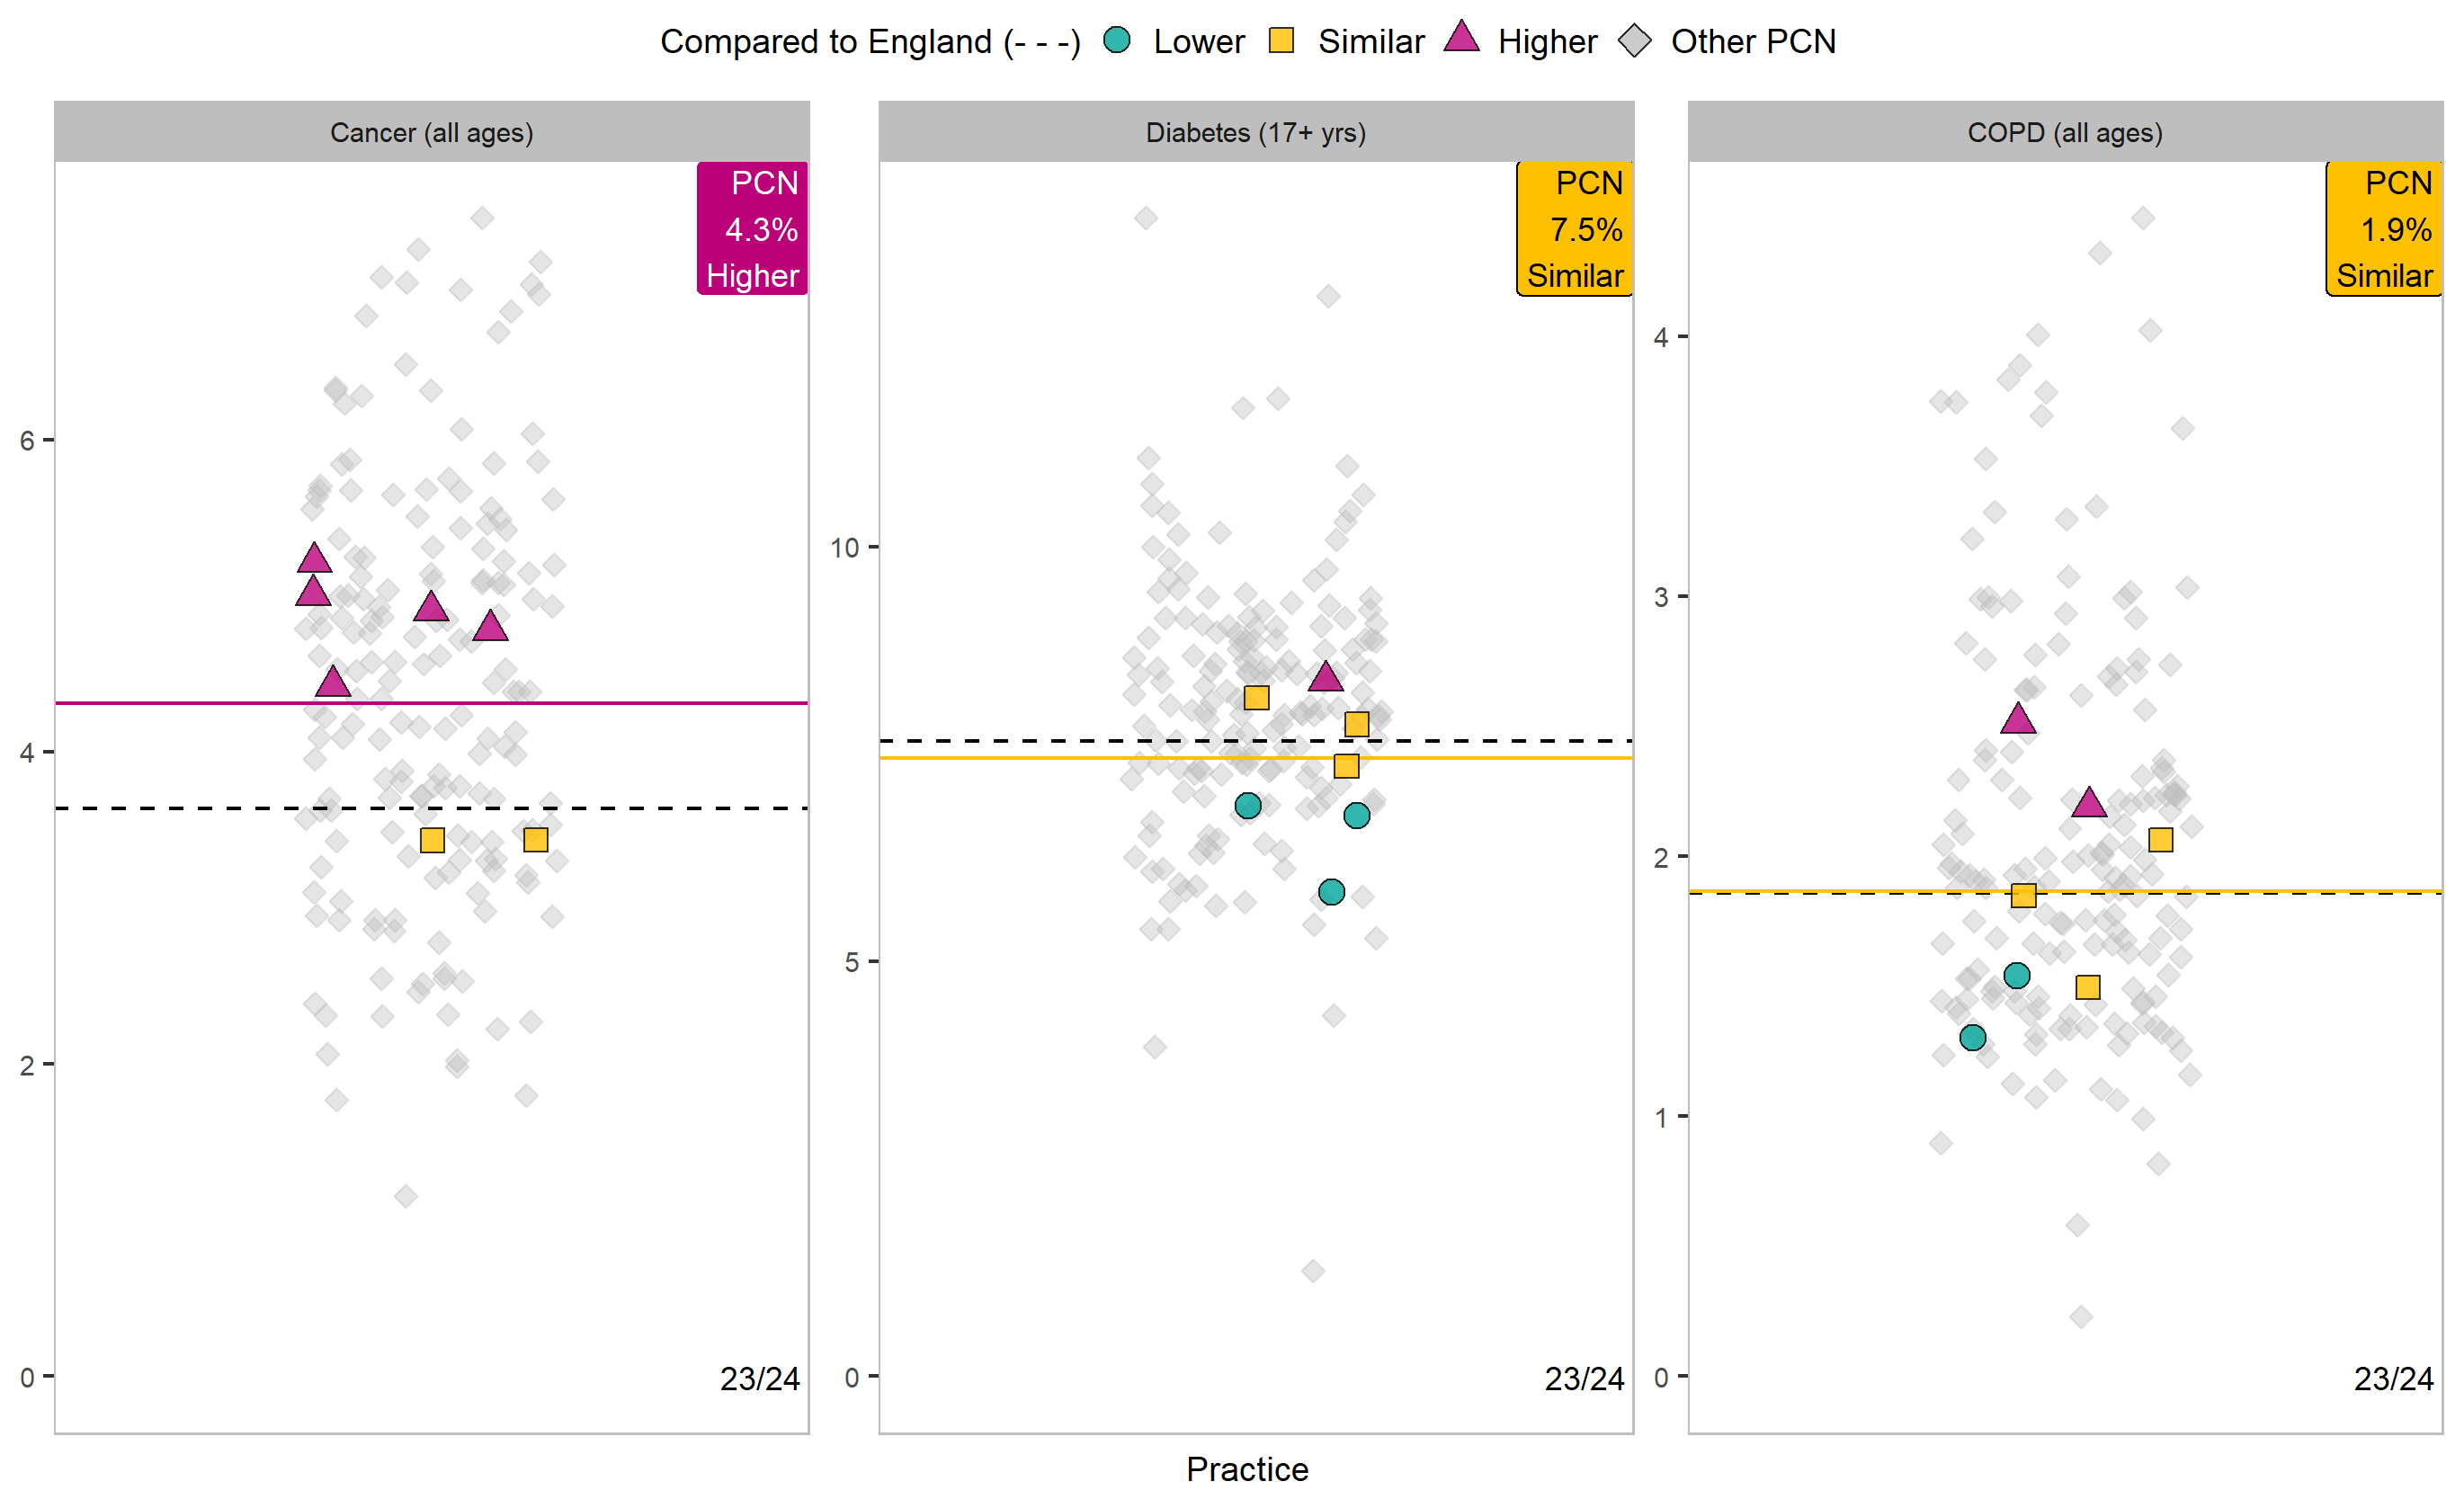 Compared to England (- - -) Lower Similar Higher Other PCN
Cancer (all ages)
PCN
4.3%
Higher
6
4
2
0
23/24
Diabetes (17+ yrs)
PCN
7.5%
Similar
10
5
0
23/24
COPD (all ages)
PCN
1.9%
Similar
4
3
2
1
0
23/24
Practice